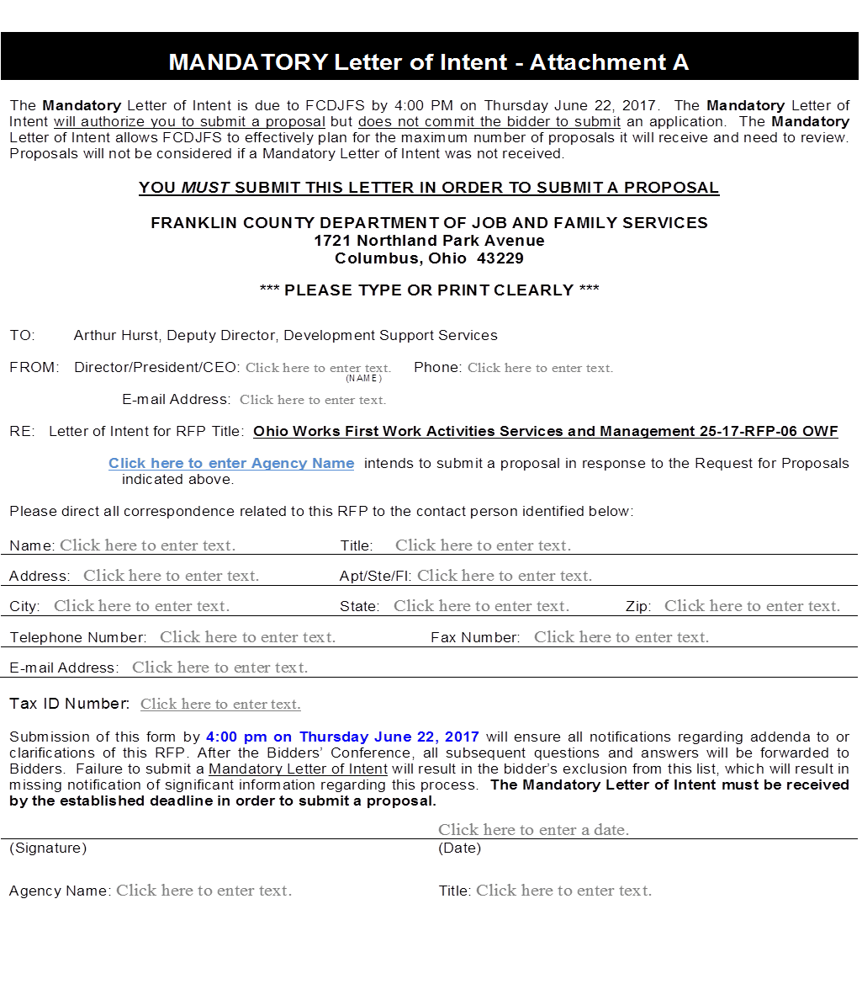 MANDATORY Letter of Intent - Attachment A
The Mandatory Letter of Intent is due to FCDJFS by 4:00 PM on Thursday June 22, 2017. The Mandatory Letter of
Intent will authorize you to submit a proposal but does not commit the bidder to submit an application. The Mandatory
Letter of Intent allows FCDJFS to effectively plan for the maximum number of proposals it will receive and need to review.
Proposals will not be considered if a Mandatory Letter of Intent was not received.
YOU MUST SUBMIT THIS LETTER IN ORDER TO SUBMIT A PROPOSAL
FRANKLIN COUNTY DEPARTMENT OF JOB AND FAMILY SERVICES
1721 Northland Park Avenue
Columbus, Ohio 43229
*** PLEASE TYPE OR PRINT CLEARLY ***
TO: Arthur Hurst, Deputy Director, Development Support Services
FROM: Director/President/CEO: Click here to enter text. Phone: Click here to enter text.
(NAME)
E-mail Address: Click here to enter text.
RE: Letter of Intent for RFP Title: Ohio Works First Work Activities Services and Management 25-17-RFP-06 OWF
Click here to enter Agency Name intends to submit a proposal in response to the Request for Proposals
indicated above.
Please direct all correspondence related to this RFP to the contact person identified below:
Name: Click here to enter text. Title: Click here to enter text.
Address: Click here to enter text. Apt/Ste/Fl: Click here to enter text.
City: Click here to enter text. State: Click here to enter text. Zip: Click here to enter text.
Telephone Number: Click here to enter text. Fax Number: Click here to enter text.
E-mail Address: Click here to enter text.
Tax ID Number: Click here to enter text.
Submission of this form by 4:00 pm on Thursday June 22, 2017 will ensure all notifications regarding addenda to or
clarifications of this RFP. After the Bidders' Conference, all subsequent questions and answers will be forwarded to
Bidders. Failure to submit a Mandatory Letter of Intent will result in the bidder's exclusion from this list, which will result in
missing notification of significant information regarding this process. The Mandatory Letter of Intent must be received
by the established deadline in order to submit a proposal.
Click here to enter a date.
(Signature) (Date)
Agency Name: Click here to enter text. Title: Click here to enter text.